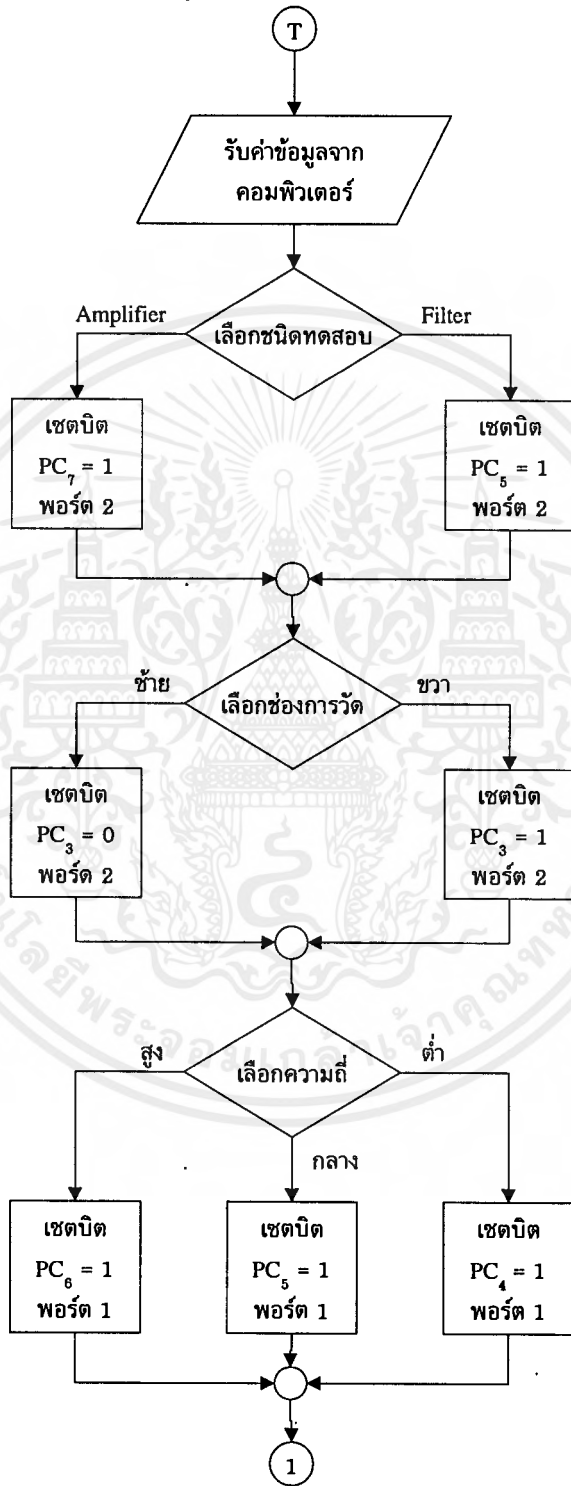 T
รับค่าข้อมูลจาก
คอมพิวเตอร์
Amplifier
เลือกชนิดทดสอบ
Filter
เซตบิต
PC₇ = 1
พอร์ต 2
เซตบิต
PC₅ = 1
พอร์ต 2
ซ้าย
เลือกช่องการวัด
ขวา
เซตบิต
PC₃ = 0
พอร์ต 2
เซตบิต
PC₃ = 1
พอร์ต 2
สูง
เลือกความถี่
ต่ำ
กลาง
เซตบิต
PC₆ = 1
พอร์ต 1
เซตบิต
PC₅ = 1
พอร์ต 1
เซตบิต
PC₄ = 1
พอร์ต 1
1